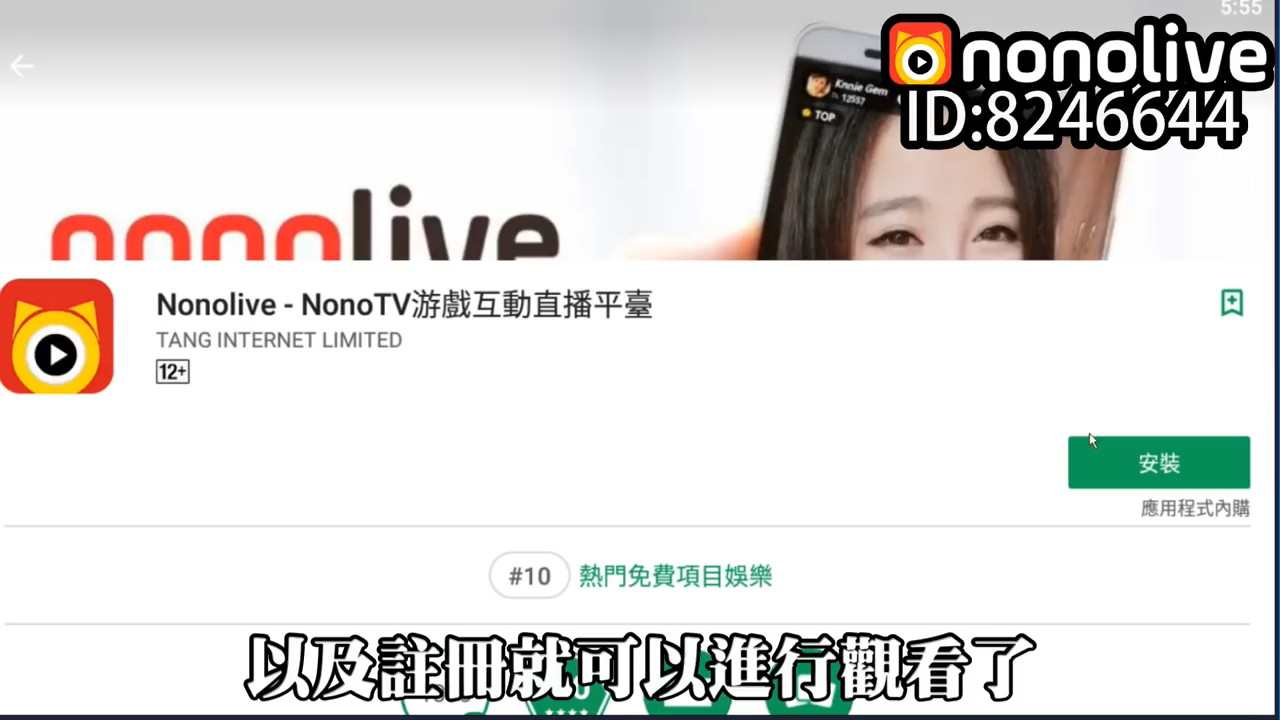 5:55
nonolive
ID:8246644
Knnie Gem
12557
TOP
nonolive
Nonolive - NonoTV游戲互動直播平臺
TANG INTERNET LIMITED
12+
安裝
應用程式內購
#10 熱門免費項目娛樂
以及註冊就可以進行觀看了